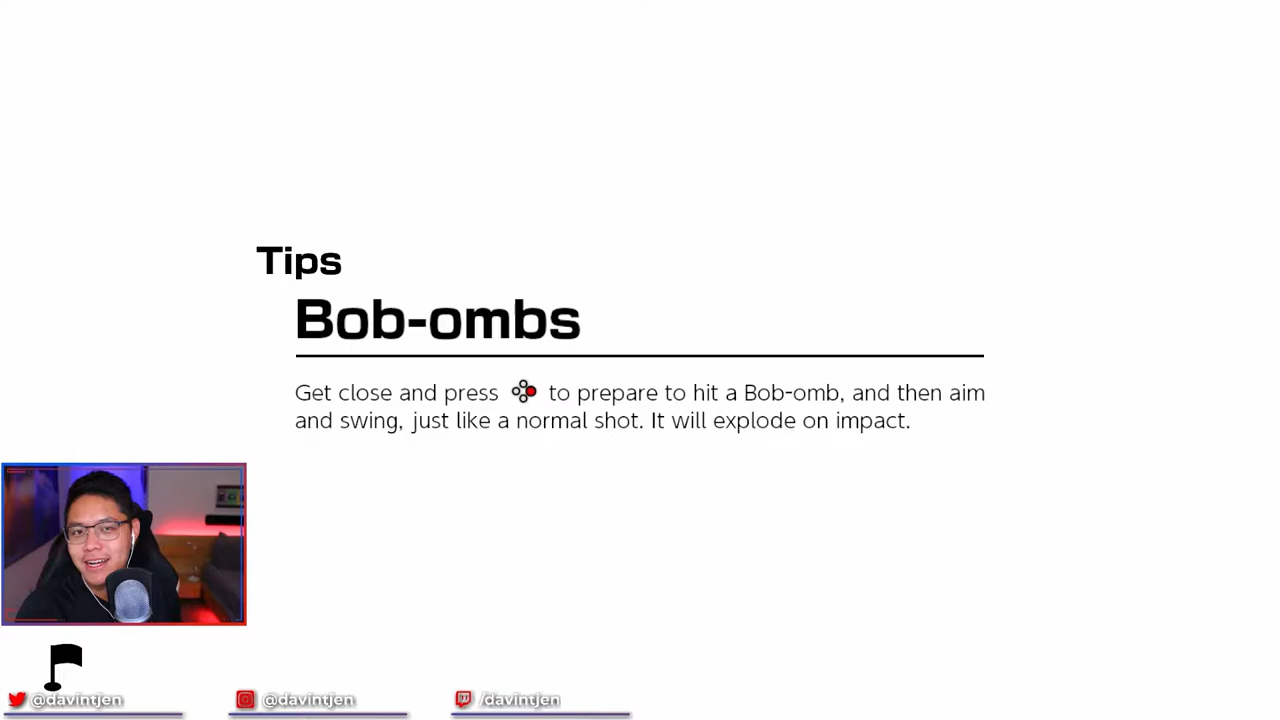 Tips
Bob-ombs
Get close and press to prepare to hit a Bob-omb, and then aim
and swing, just like a normal shot. It will explode on impact.
@davintjen @davintjen /davintjen